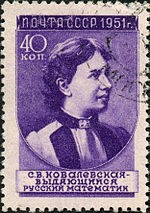 ПОЧТА СССР 1951г.
40
КОП.
С.В.КОВАЛЕВСКАЯ-
ВЫДАЮЩИЙСЯ
РУССКИЙ МАТЕМАТИК